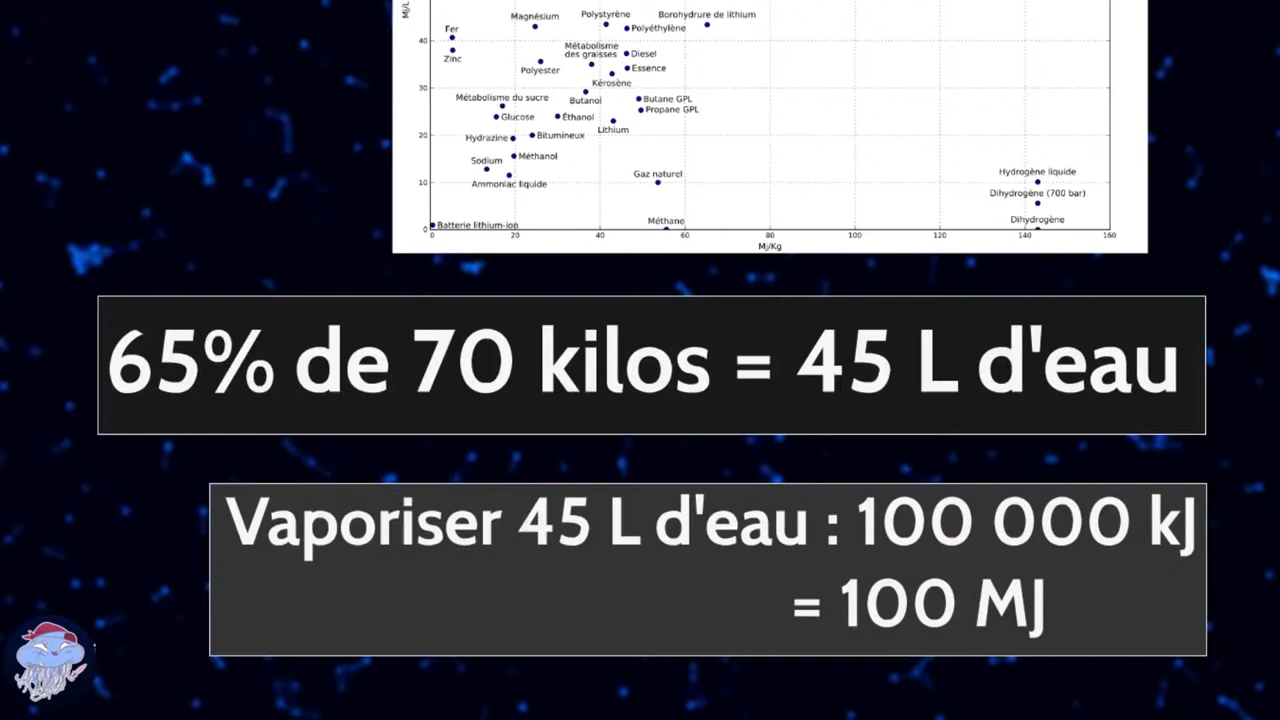 Mj/L
Magnésium
Polystyrène
Borohydrure de lithium
Fer
Polyéthylène
40
Métabolisme
des graisses
Diesel
Zinc
Polyester
Essence
Kérosène
30
Métabolisme du sucre
Butanol
Butane GPL
Propane GPL
Glucose
Éthanol
Lithium
20
Hydrazine
Bitumineux
Méthanol
Sodium
Gaz naturel
Hydrogène liquide
10
Ammoniac liquide
Dihydrogène (700 bar)
Batterie lithium-ion
Méthane
Dihydrogène
0
0 20 40 60 80 100 120 140 160
Mj/Kg
65% de 70 kilos = 45 L d'eau
Vaporiser 45 L d'eau : 100 000 kJ
= 100 MJ